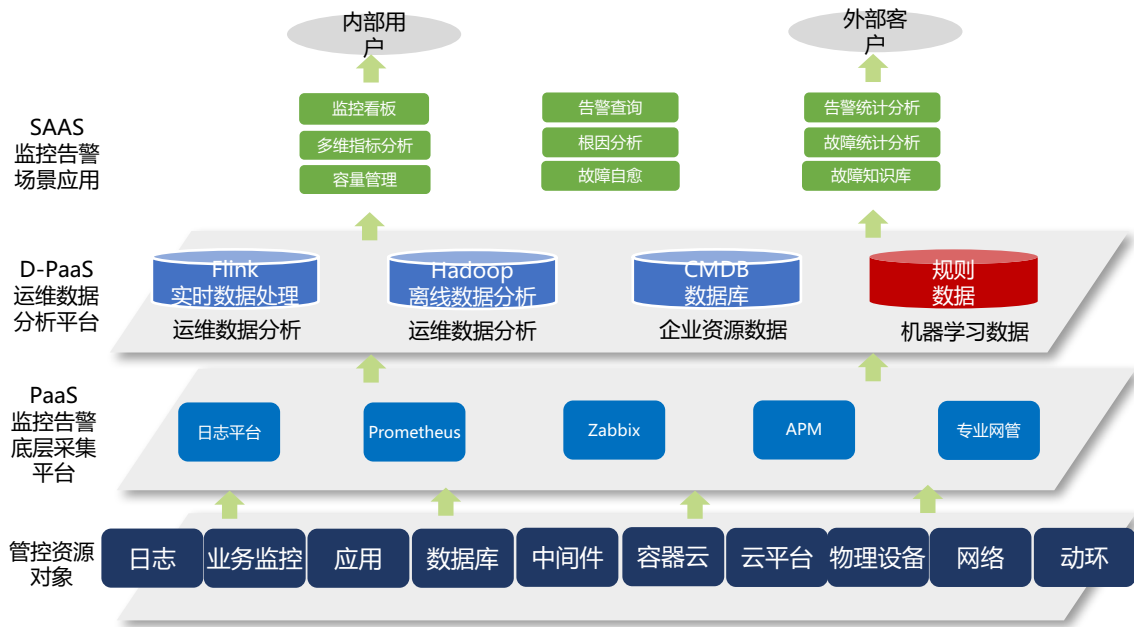 内部用
户
外部客
户
SAAS
监控告警
场景应用
监控看板
告警查询
告警统计分析
多维指标分析
根因分析
故障统计分析
容量管理
故障自愈
故障知识库
D-PaaS
运维数据
分析平台
Flink
实时数据处理
Hadoop
离线数据分析
CMDB
数据库
规则
数据
运维数据分析
运维数据分析
企业资源数据
机器学习数据
PaaS
监控告警
底层采集
平台
日志平台
Prometheus
Zabbix
APM
专业网管
管控资源
对象
日志
业务监控
应用
数据库
中间件
容器云
云平台
物理设备
网络
动环